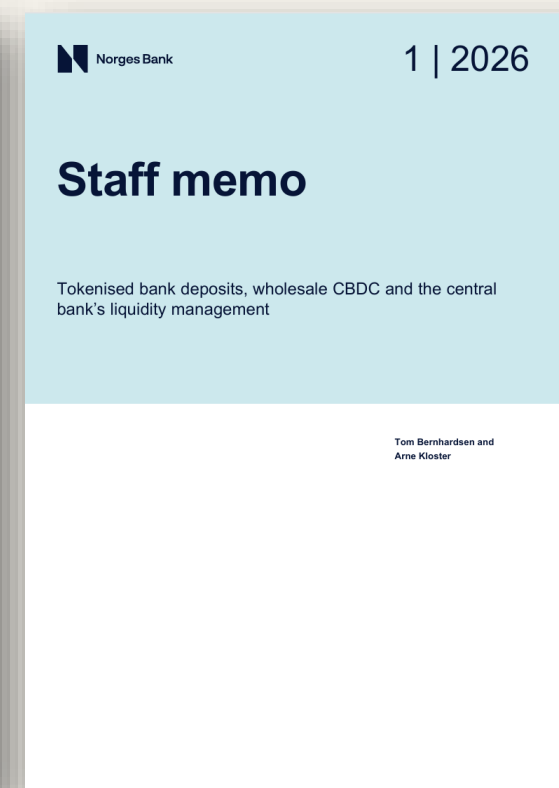 Norges Bank
1 | 2026
Staff memo
Tokenised bank deposits, wholesale CBDC and the central
bank’s liquidity management
Tom Bernhardsen and
Arne Kloster